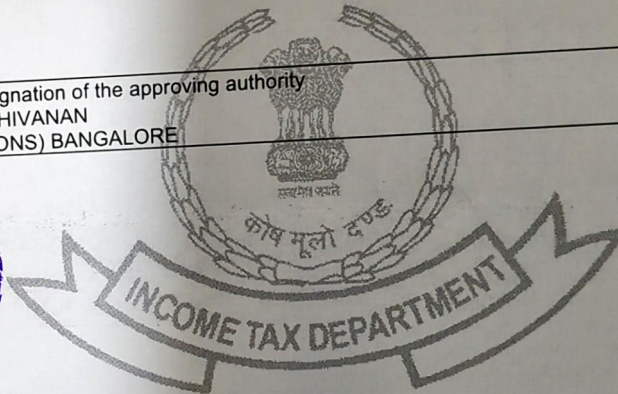 gnation of the approving authority
HIVANAN
ONS) BANGALORE
सत्यमेव जयते
कोष मूलो दण्डः
INCOME TAX DEPARTMENT